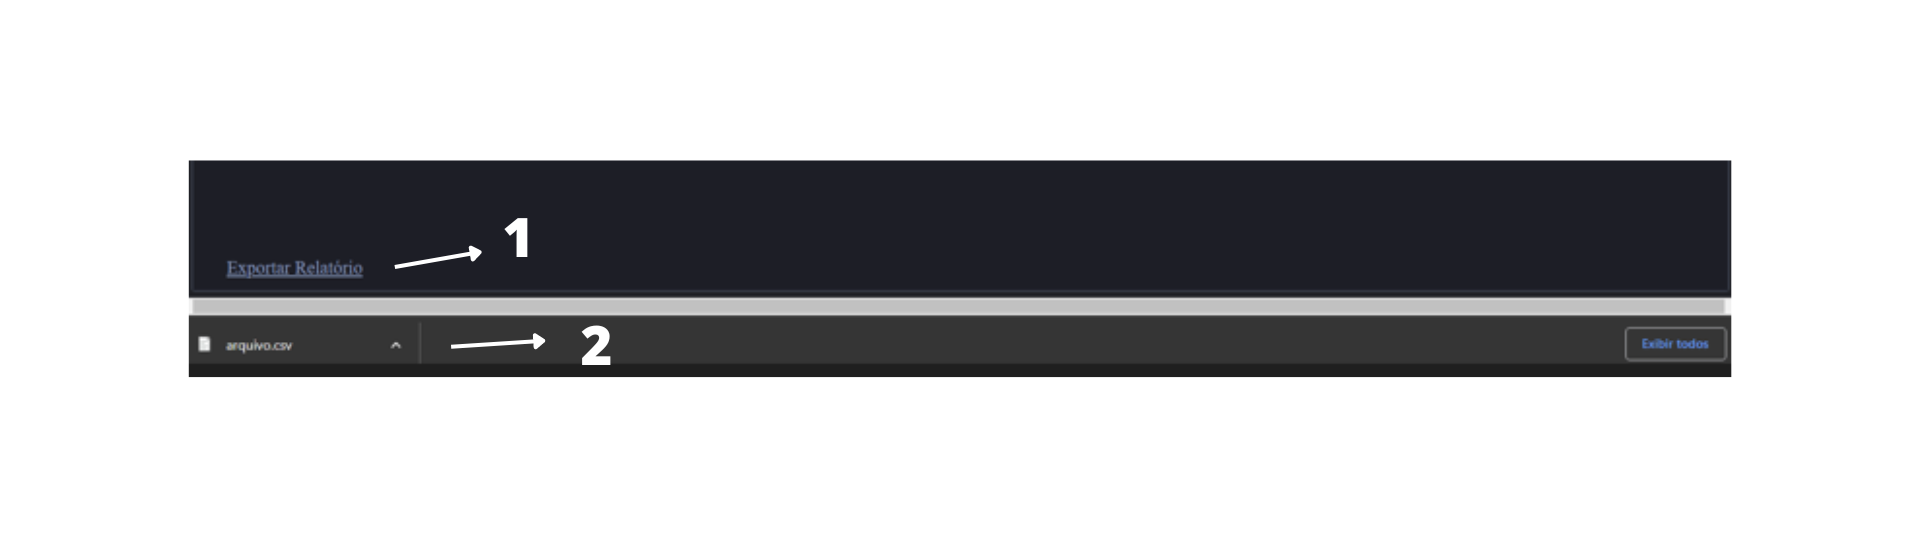 1
Exportar Relatório
arquivo.csv
2
Exibir todos